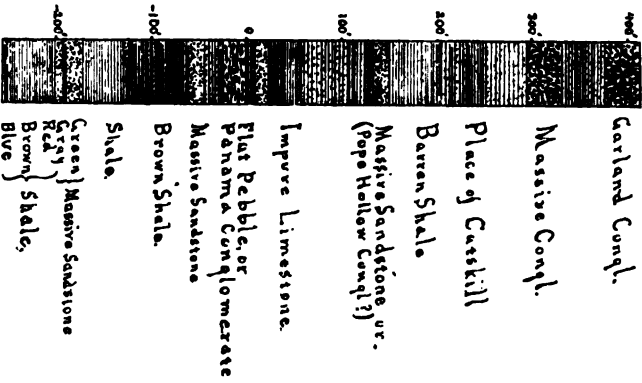 400'
300'
200'
100'
0
-100'
-200'
Garland Congl.
Massive Congl.
Place of Catskill
Barren Shale
Massive Sandstone or.
(Pope Hollow Congl?)
Impure Limestone.
Flat Pebble, or
Panama Conglomerate
Massive Sandstone
Brown Shale.
Shale.
Green } Massive Sandstone
Gray
Red
Brown } Shale,
Blue